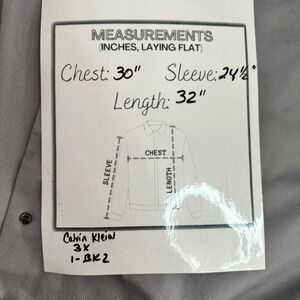 MEASUREMENTS
(INCHES, LAYING FLAT)
Chest: 30" Sleeve: 24½"
Length: 32"
SLEEVE
CHEST
LENGTH
Calvin Klein
3X
1-BK2